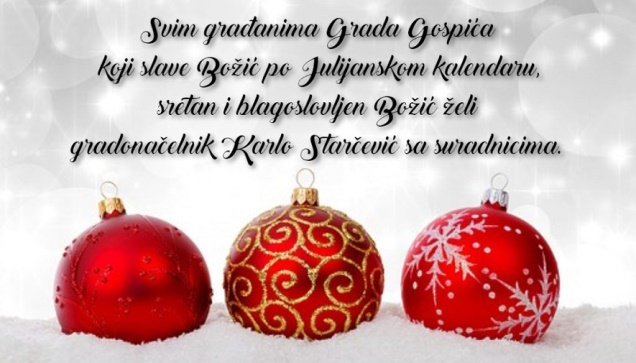 Svim građanima Grada Gospića
koji slave Božić po Julijanskom kalendaru,
sretan i blagoslovljen Božić želi
gradonačelnik Karlo Starčević sa suradnicima.